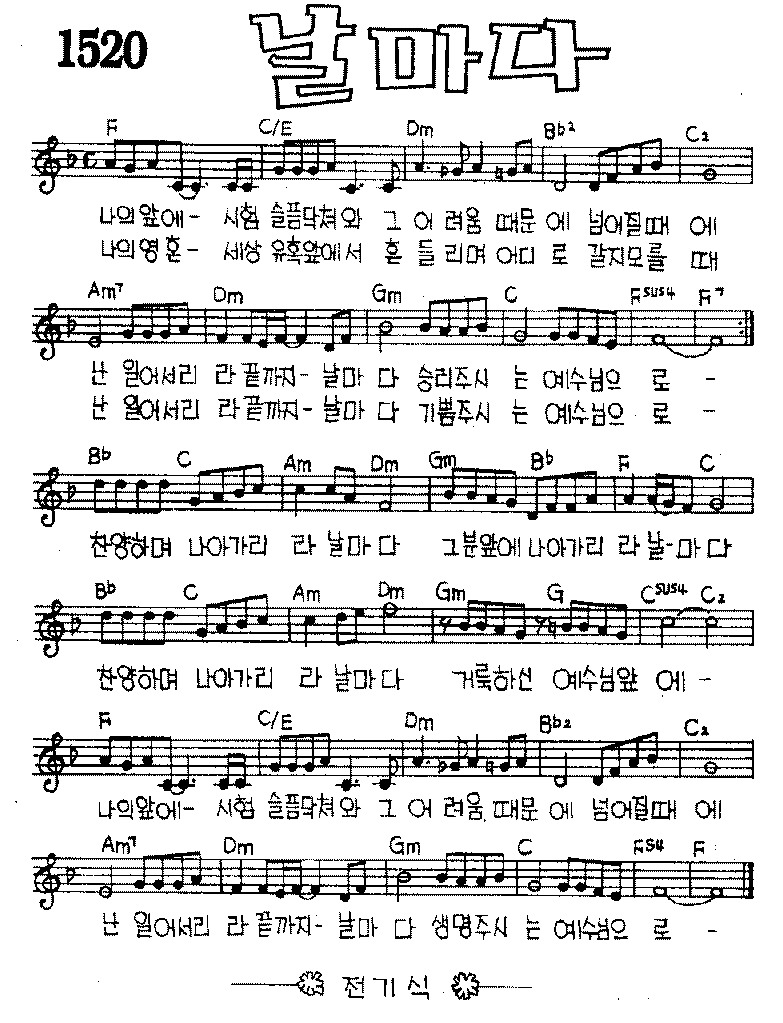 1520 날마다
F C/E Dm B♭2 C2
나의앞에- 시험 슬픔닥쳐와 그 어 려움 때문 에 넘어질때 에
나의영혼- 세상 유혹앞에서 흔 들 리며 어디 로 갈지모를 때
Am7 Dm Gm C Fsus4 F7
난 일어서리 라 끝까지- 날마 다 승리주시 는 예수님으 로 -
난 일어서리 라 끝까지- 날마 다 기쁨주시 는 예수님으 로 -
B♭ C Am Dm Gm B♭ F C
찬양하며 나아가리 라 날마 다 그분앞에 나아가리 라 날-마 다
B♭ C Am Dm Gm G Csus4 C2
찬양하며 나아가리 라 날마 다 거룩하신 예수님앞 에-
F C/E Dm B♭2 C2
나의앞에- 시험 슬픔닥쳐와 그 어 려움 때문 에 넘어질때 에
Am7 Dm Gm C FS4 F
난 일어서리 라 끝까지- 날마 다 생명주시 는 예수님으 로 -
전기식